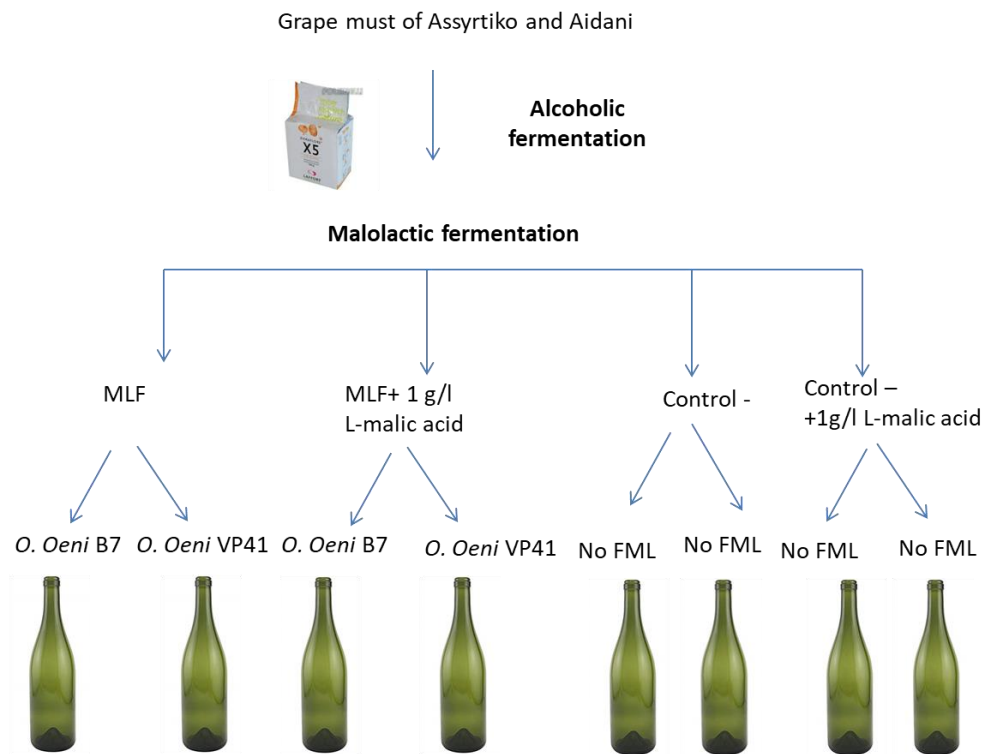 Grape must of Assyrtiko and Aidani
X5
Alcoholic
fermentation
Malolactic fermentation
MLF
MLF+ 1 g/l
L-malic acid
Control -
Control –
+1g/l L-malic acid
O. Oeni B7
O. Oeni VP41
O. Oeni B7
O. Oeni VP41
No FML
No FML
No FML
No FML